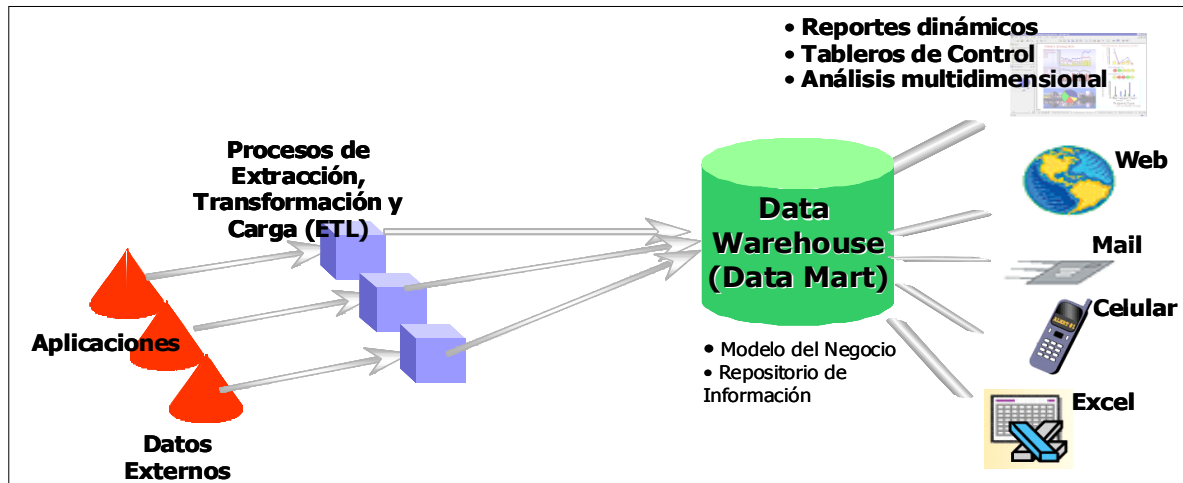 • Reportes dinámicos
• Tableros de Control
• Análisis multidimensional
Procesos de
Extracción,
Transformación y
Carga (ETL)
Aplicaciones
Datos
Externos
Data
Warehouse
(Data Mart)
• Modelo del Negocio
• Repositorio de
Información
Web
Mail
Celular
Excel